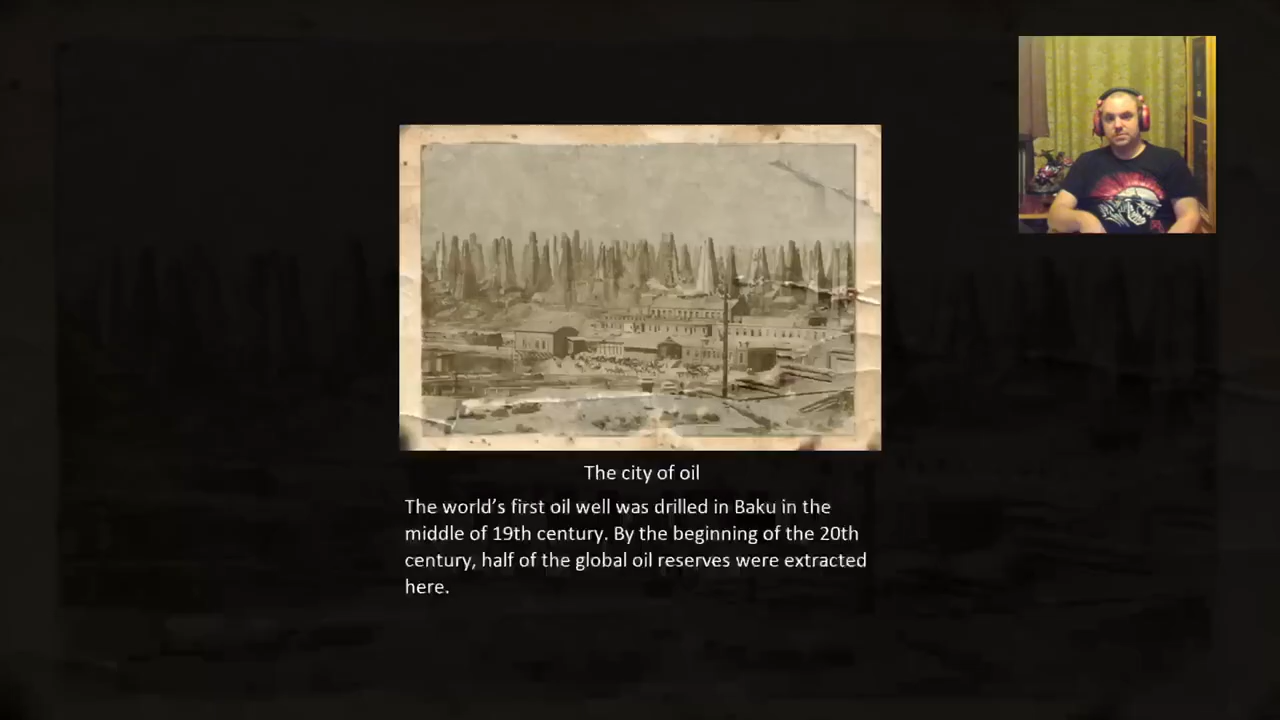 The city of oil
The world's first oil well was drilled in Baku in the
middle of 19th century. By the beginning of the 20th
century, half of the global oil reserves were extracted
here.